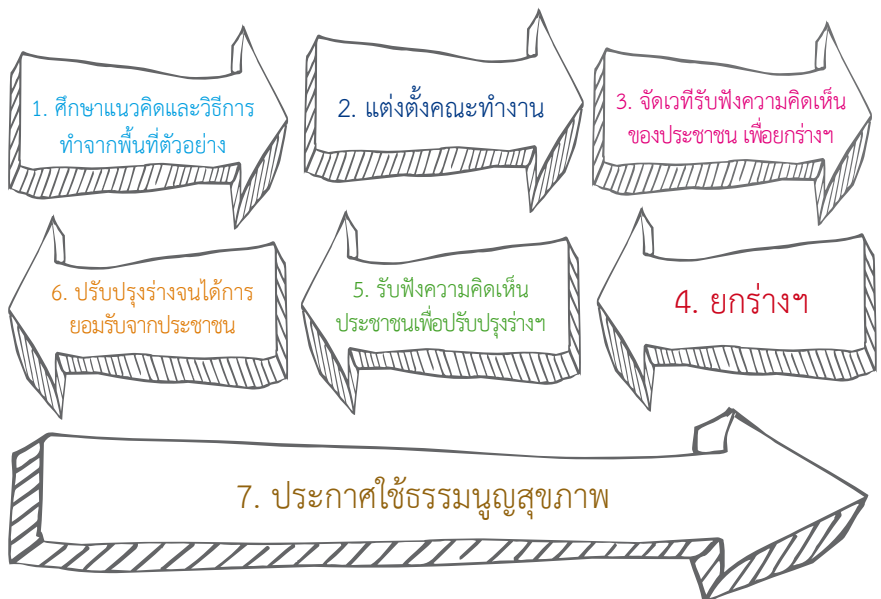 1. ศึกษาแนวคิดและวิธีการ
ทำจากพื้นที่ตัวอย่าง
2. แต่งตั้งคณะทำงาน
3. จัดเวทีรับฟังความคิดเห็น
ของประชาชน เพื่อยกร่างฯ
4. ยกร่างฯ
5. รับฟังความคิดเห็น
ประชาชนเพื่อปรับปรุงร่างฯ
6. ปรับปรุงร่างจนได้การ
ยอมรับจากประชาชน
7. ประกาศใช้ธรรมนูญสุขภาพ